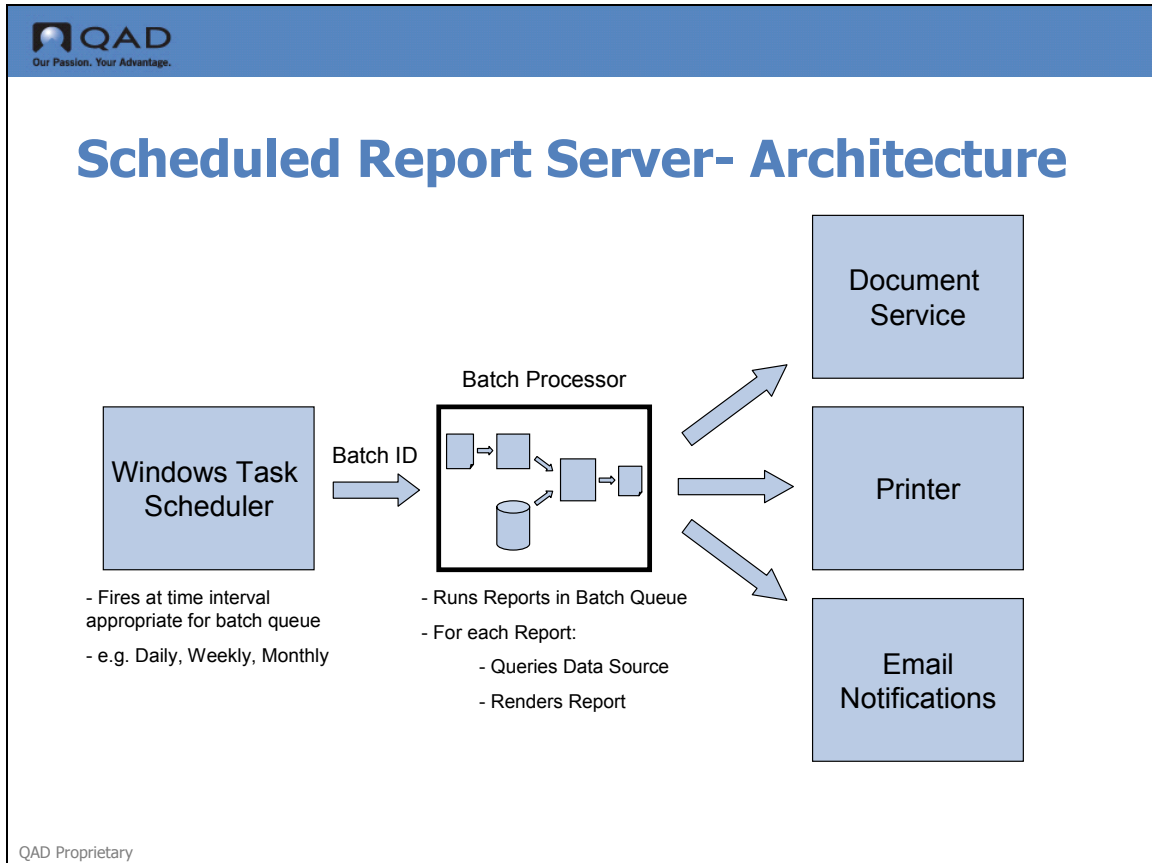 QAD
Our Passion. Your Advantage.
Scheduled Report Server- Architecture
Windows Task
Scheduler
- Fires at time interval
appropriate for batch queue
- e.g. Daily, Weekly, Monthly
Batch ID
Batch Processor
- Runs Reports in Batch Queue
- For each Report:
- Queries Data Source
- Renders Report
Document
Service
Printer
Email
Notifications
QAD Proprietary